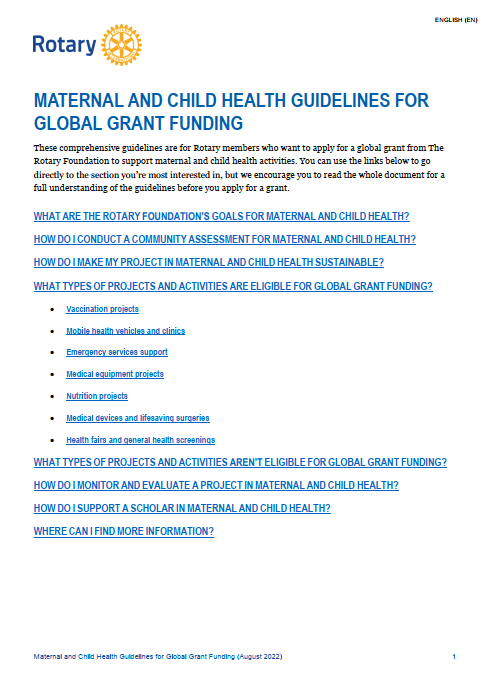 ENGLISH (EN)
Rotary
MATERNAL AND CHILD HEALTH GUIDELINES FOR
GLOBAL GRANT FUNDING
These comprehensive guidelines are for Rotary members who want to apply for a global grant from The
Rotary Foundation to support maternal and child health activities. You can use the links below to go
directly to the section you're most interested in, but we encourage you to read the whole document for a
full understanding of the guidelines before you apply for a grant.
WHAT ARE THE ROTARY FOUNDATION'S GOALS FOR MATERNAL AND CHILD HEALTH?
HOW DO I CONDUCT A COMMUNITY ASSESSMENT FOR MATERNAL AND CHILD HEALTH?
HOW DO I MAKE MY PROJECT IN MATERNAL AND CHILD HEALTH SUSTAINABLE?
WHAT TYPES OF PROJECTS AND ACTIVITIES ARE ELIGIBLE FOR GLOBAL GRANT FUNDING?
• Vaccination projects
• Mobile health vehicles and clinics
• Emergency services support
• Medical equipment projects
• Nutrition projects
• Medical devices and lifesaving surgeries
• Health fairs and general health screenings
WHAT TYPES OF PROJECTS AND ACTIVITIES AREN'T ELIGIBLE FOR GLOBAL GRANT FUNDING?
HOW DO I MONITOR AND EVALUATE A PROJECT IN MATERNAL AND CHILD HEALTH?
HOW DO I SUPPORT A SCHOLAR IN MATERNAL AND CHILD HEALTH?
WHERE CAN I FIND MORE INFORMATION?
Maternal and Child Health Guidelines for Global Grant Funding (August 2022) 1